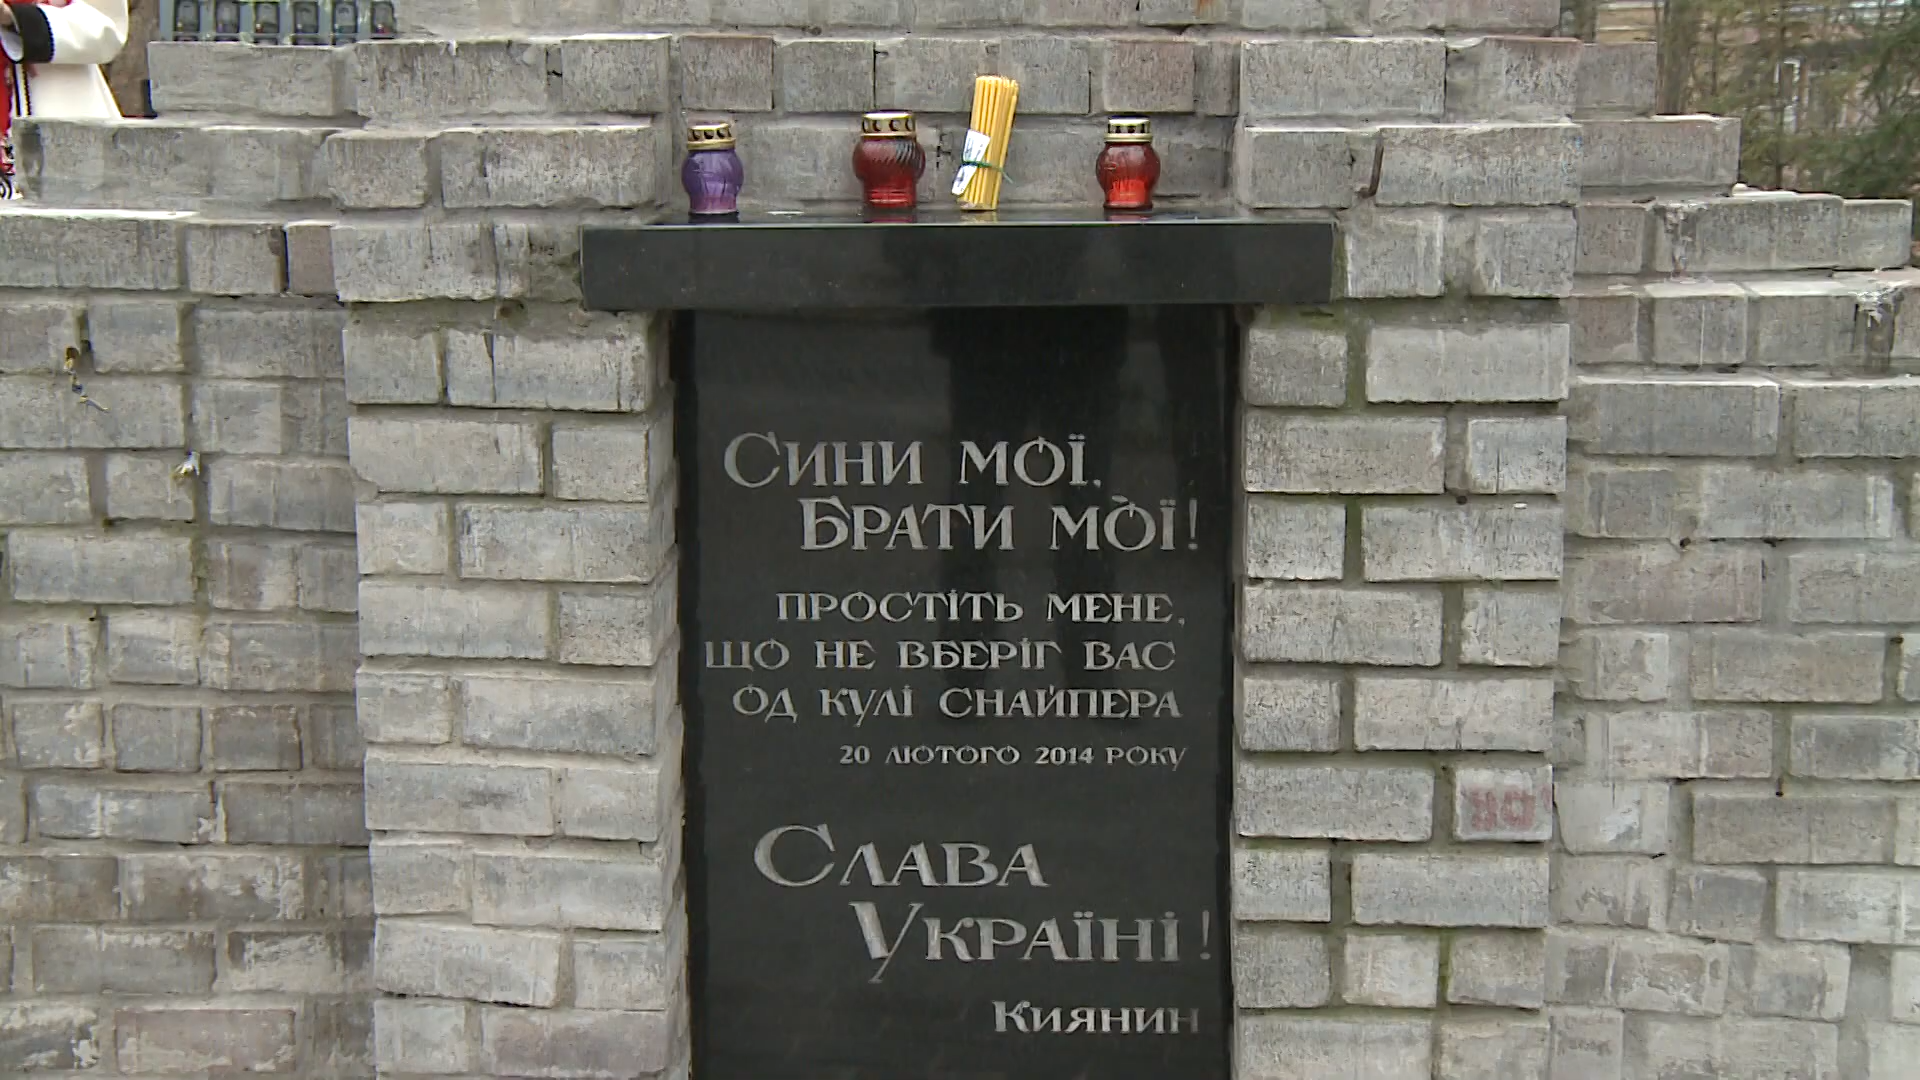 Сини мої,
Брати мої!
простіть мене,
що не вберіг вас
од кулі снайпера
20 лютого 2014 року
Слава
Україні!
Киянин